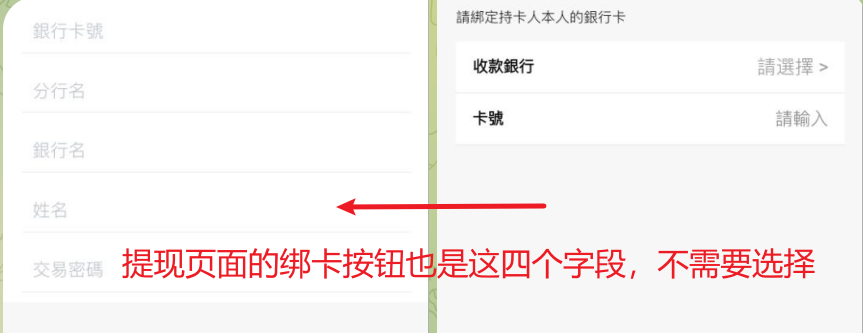 銀行卡號
分行名
銀行名
姓名
交易密碼
請綁定持卡人本人的銀行卡
收款銀行 請選擇 >
卡號 請輸入
提现页面的绑卡按钮也是这四个字段，不需要选择